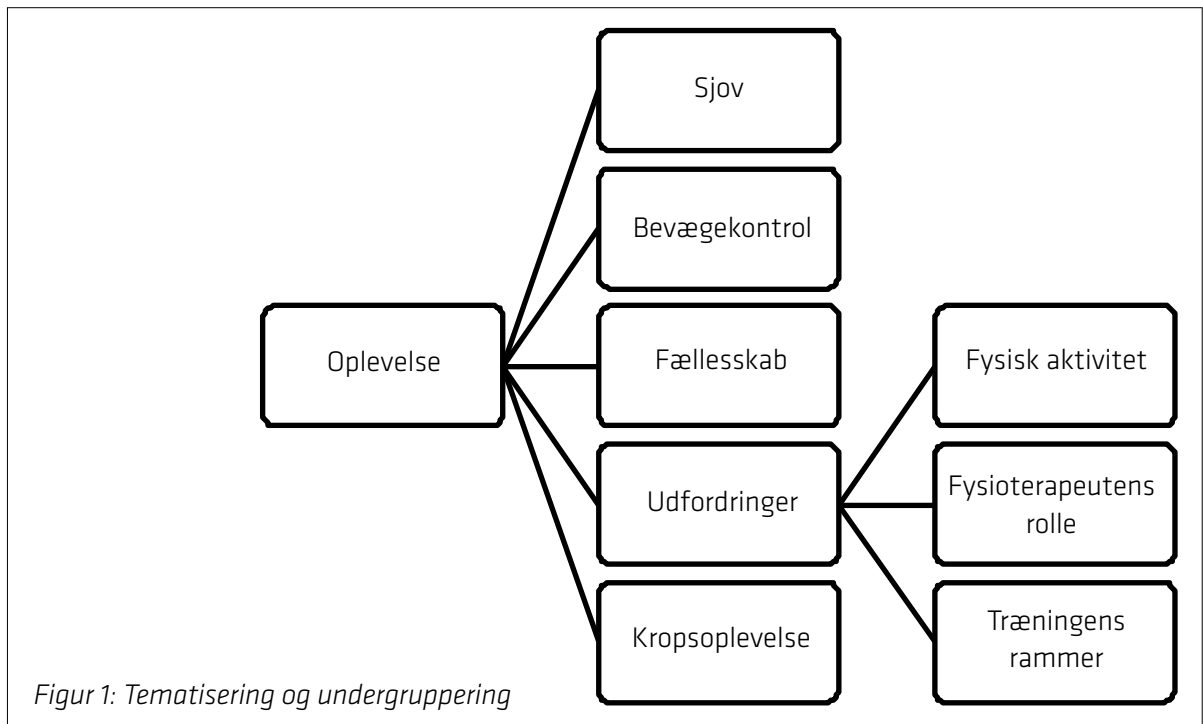 Sjov
Bevægekontrol
Oplevelse
Fællesskab
Fysisk aktivitet
Udfordringer
Fysioterapeutens
rolle
Kropsoplevelse
Træningens
rammer
Figur 1: Tematisering og undergruppering